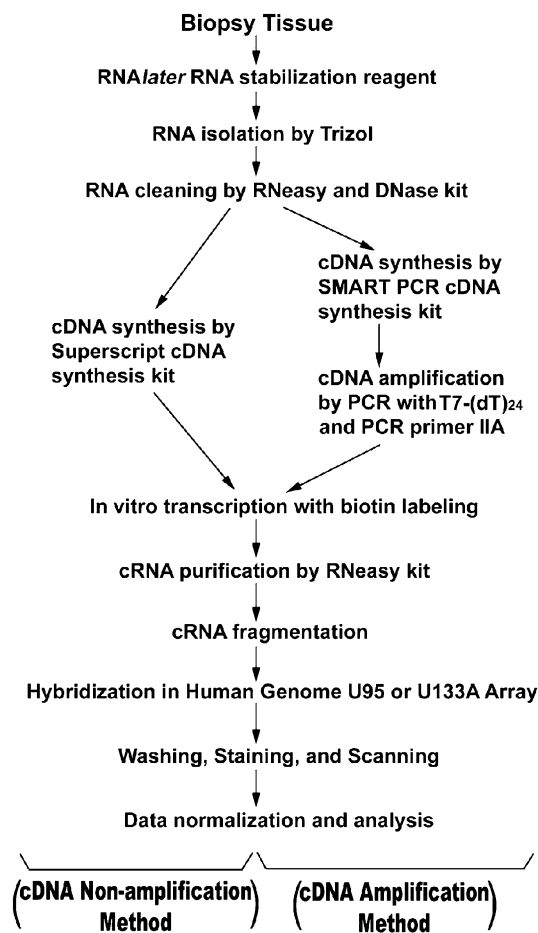 Biopsy Tissue
RNAlater RNA stabilization reagent
RNA isolation by Trizol
RNA cleaning by RNeasy and DNase kit
cDNA synthesis by
SMART PCR cDNA
synthesis kit
cDNA synthesis by
Superscript cDNA
synthesis kit
cDNA amplification
by PCR with T7-(dT)24
and PCR primer IIA
In vitro transcription with biotin labeling
cRNA purification by RNeasy kit
cRNA fragmentation
Hybridization in Human Genome U95 or U133A Array
Washing, Staining, and Scanning
Data normalization and analysis
(cDNA Non-amplification
Method)
(cDNA Amplification
Method)